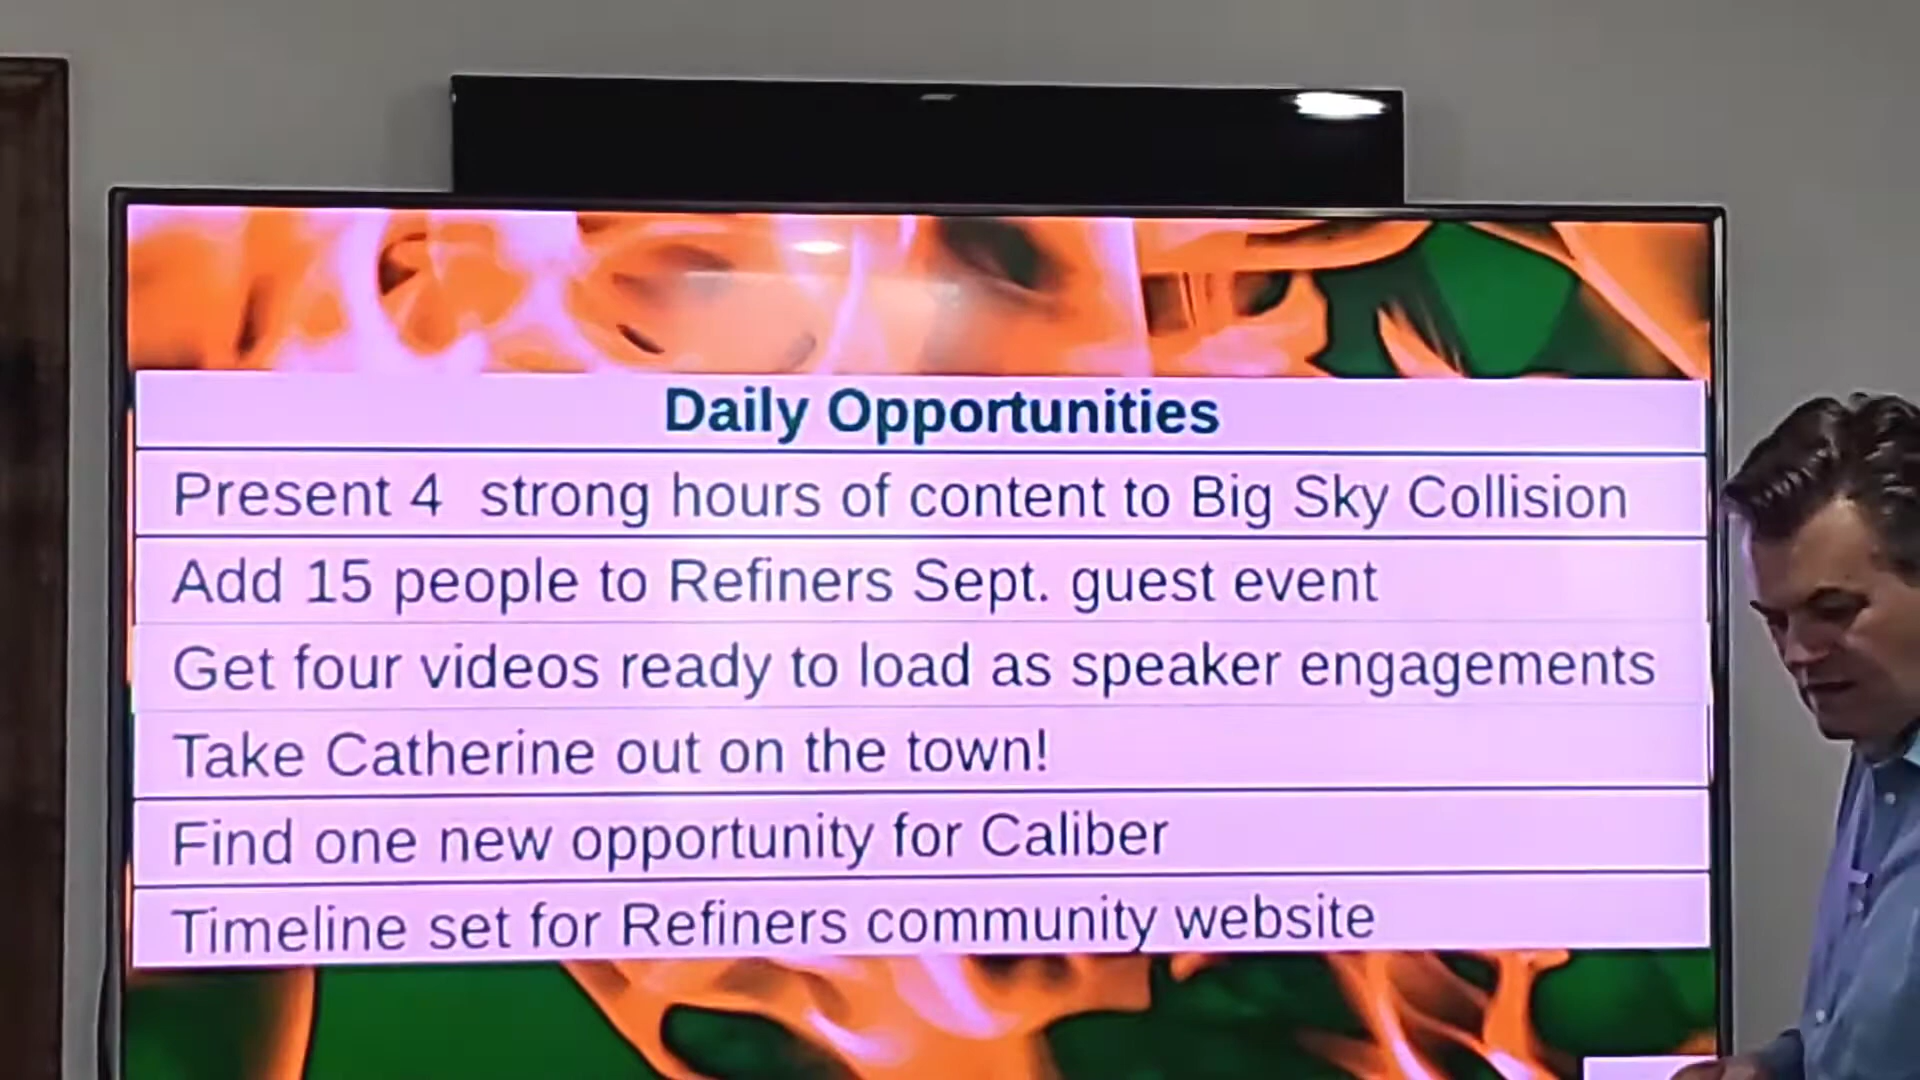 Daily Opportunities
Present 4  strong hours of content to Big Sky Collision
Add 15 people to Refiners Sept. guest event
Get four videos ready to load as speaker engagements
Take Catherine out on the town!
Find one new opportunity for Caliber
Timeline set for Refiners community website